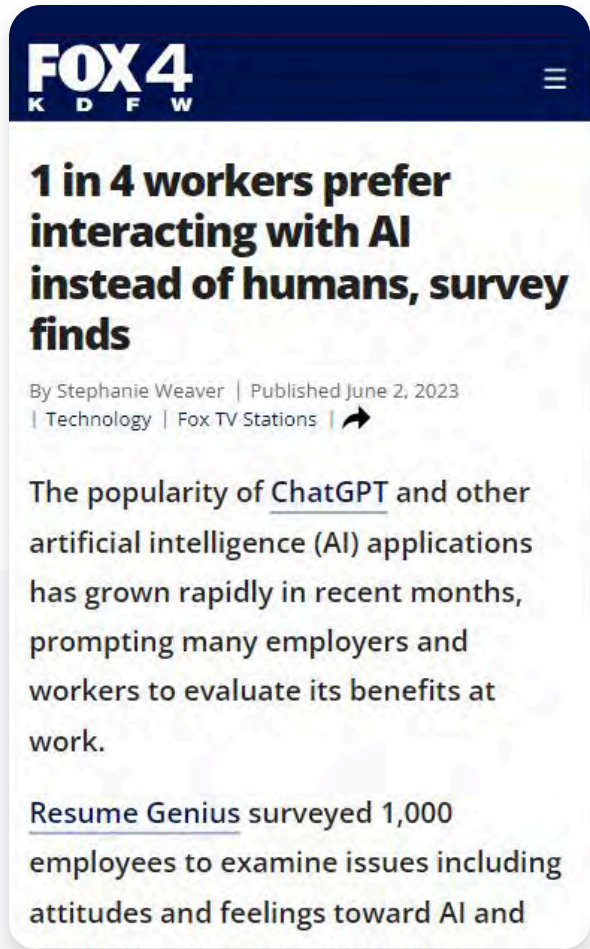 FOX 4
K D F W
1 in 4 workers prefer
interacting with AI
instead of humans, survey
finds
By Stephanie Weaver | Published June 2, 2023
| Technology | Fox TV Stations |
The popularity of ChatGPT and other
artificial intelligence (AI) applications
has grown rapidly in recent months,
prompting many employers and
workers to evaluate its benefits at
work.
Resume Genius surveyed 1,000
employees to examine issues including
attitudes and feelings toward AI and